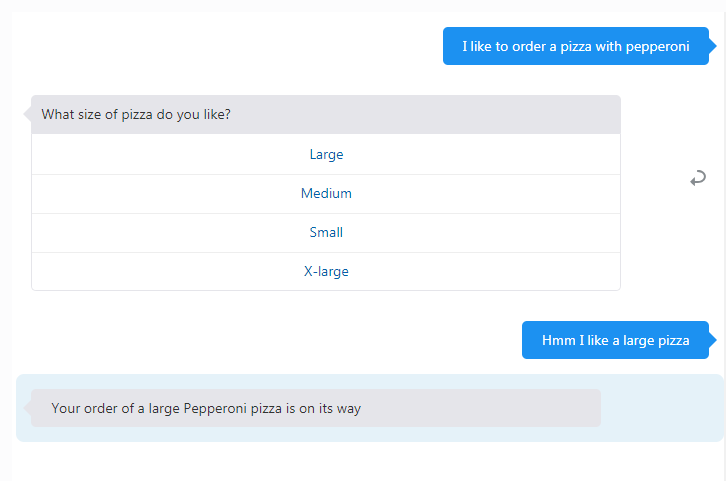 I like to order a pizza with pepperoni
What size of pizza do you like?
Large
Medium
Small
X-large
Hmm I like a large pizza
Your order of a large Pepperoni pizza is on its way